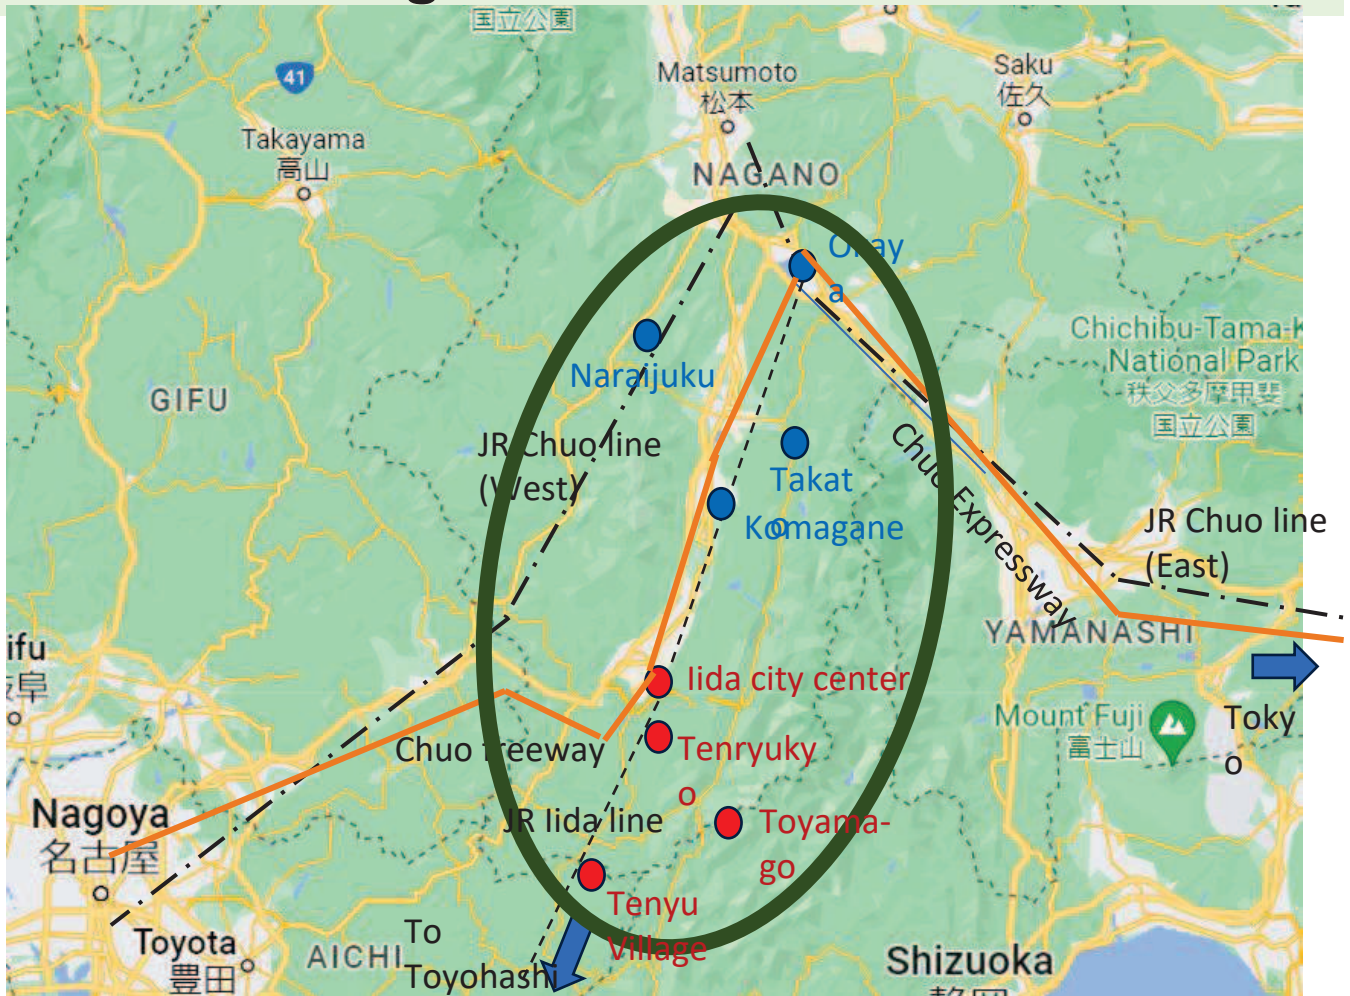 国立公園
41
Matsumoto
松本
Saku
佐久
Takayama
高山
NAGANO
Okay
a
Chichibu-Tama-K
National Park
秩父多摩甲斐
国立公園
Naraijuku
GIFU
JR Chuo line
(West)
Chuo Expressway
Takat
o
Komagane
JR Chuo line
(East)
YAMANASHI
ifu
岐阜
Iida city center
Mount Fuji
富士山
Toky
o
Chuo freeway
Tenryuky
o
Nagoya
名古屋
JR Iida line
Toyama-
go
Tenyu
Village
To
Toyohashi
Toyota
豊田
AICHI
Shizuoka